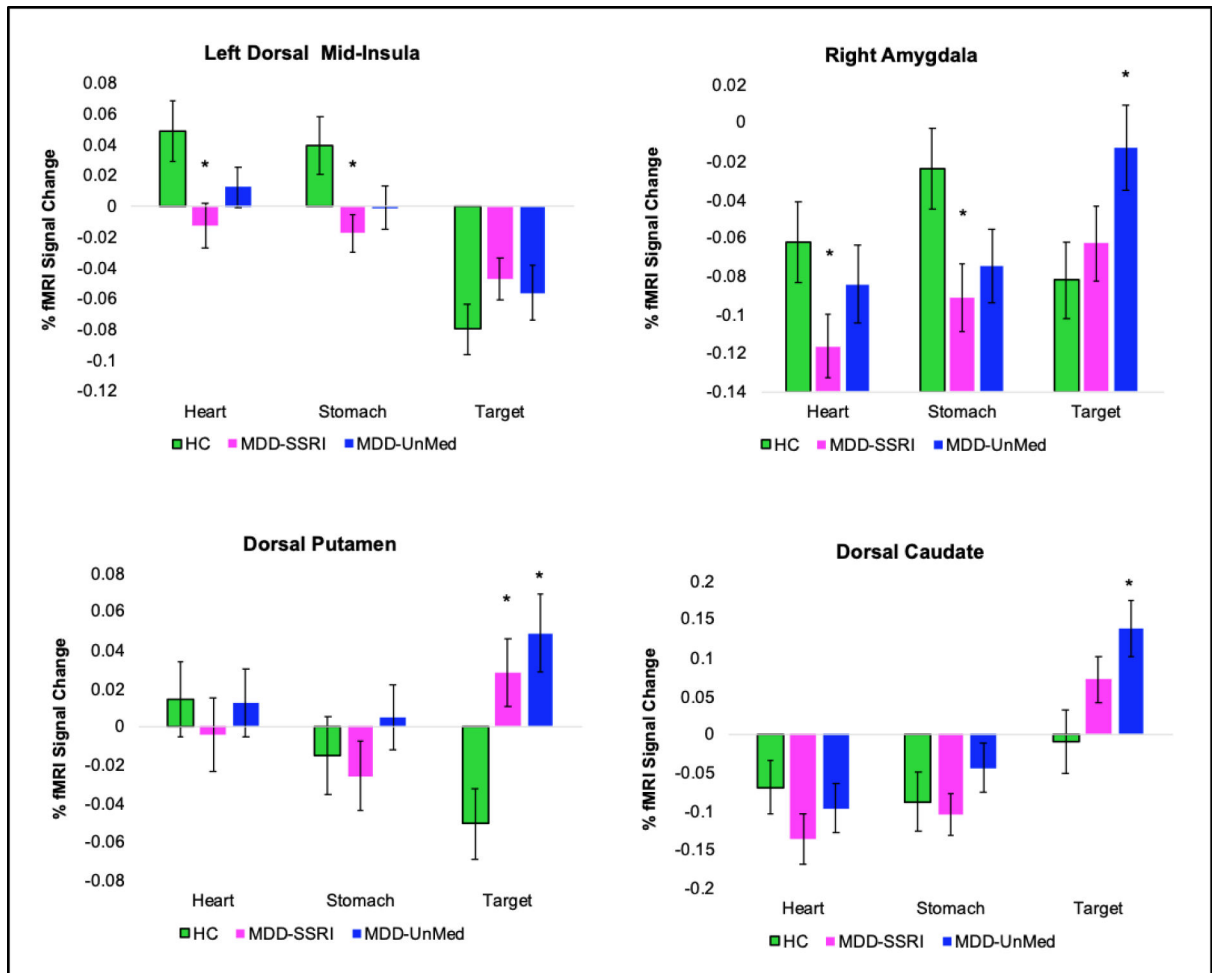 Left Dorsal Mid-Insula
% fMRI Signal Change
0.08
0.06
0.04
0.02
0
-0.02
-0.04
-0.06
-0.08
-0.1
-0.12
*
*
Heart Stomach Target
HC MDD-SSRI MDD-UnMed
Right Amygdala
% fMRI Signal Change
0.02
0
-0.02
-0.04
-0.06
-0.08
-0.1
-0.12
-0.14
*
*
*
Heart Stomach Target
HC MDD-SSRI MDD-UnMed
Dorsal Putamen
% fMRI Signal Change
0.08
0.06
0.04
0.02
0
-0.02
-0.04
-0.06
-0.08
*
*
Heart Stomach Target
HC MDD-SSRI MDD-UnMed
Dorsal Caudate
% fMRI Signal Change
0.2
0.15
0.1
0.05
0
-0.05
-0.1
-0.15
-0.2
*
Heart Stomach Target
HC MDD-SSRI MDD-UnMed